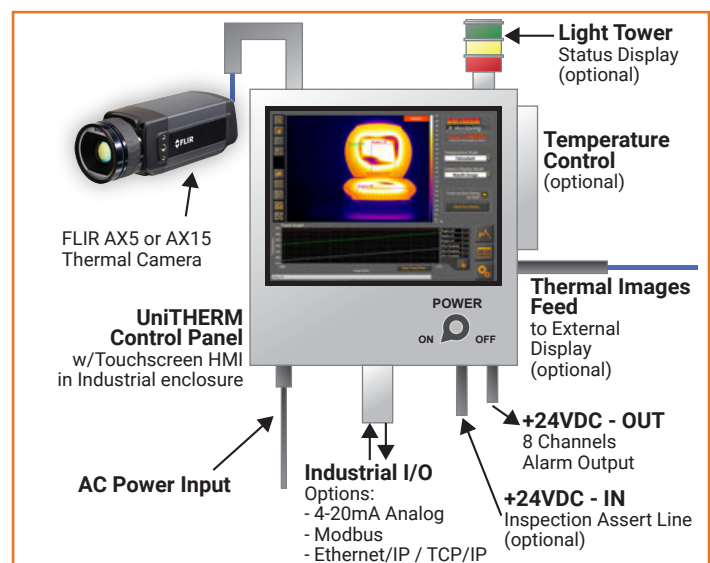 Light Tower
Status Display
(optional)
FLIR
Temperature
Control
(optional)
FLIR AX5 or AX15
Thermal Camera
Thermal Images
Feed
to External
Display
(optional)
UniTHERM
Control Panel
w/Touchscreen HMI
in Industrial enclosure
POWER
ON
OFF
+24VDC - OUT
8 Channels
Alarm Output
AC Power Input
Industrial I/O
Options:
- 4-20mA Analog
- Modbus
- Ethernet/IP / TCP/IP
+24VDC - IN
Inspection Assert Line
(optional)